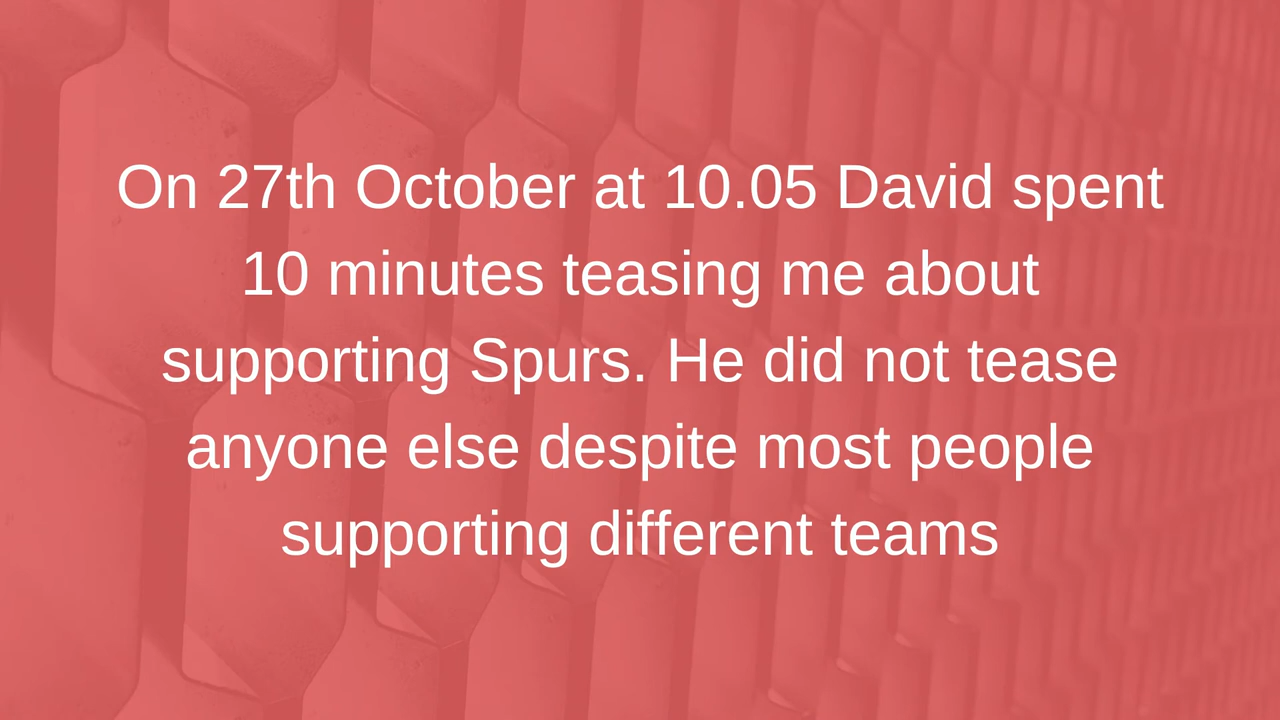 On 27th October at 10.05 David spent
10 minutes teasing me about
supporting Spurs. He did not tease
anyone else despite most people
supporting different teams